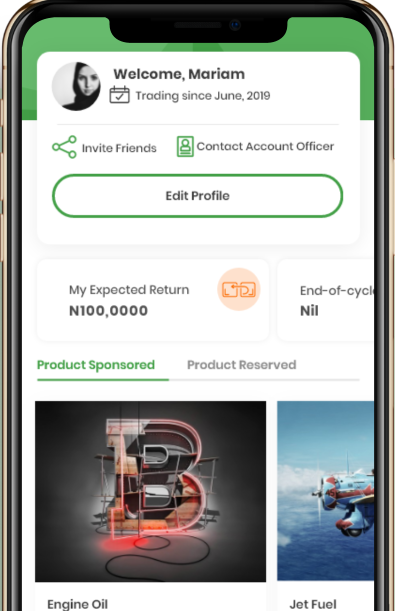 Welcome, Mariam
Trading since June, 2019
Invite Friends
Contact Account Officer
Edit Profile
My Expected Return
N100,0000
End-of-cycl
Nil
Product Sponsored
Product Reserved
B
Engine Oil
Jet Fuel